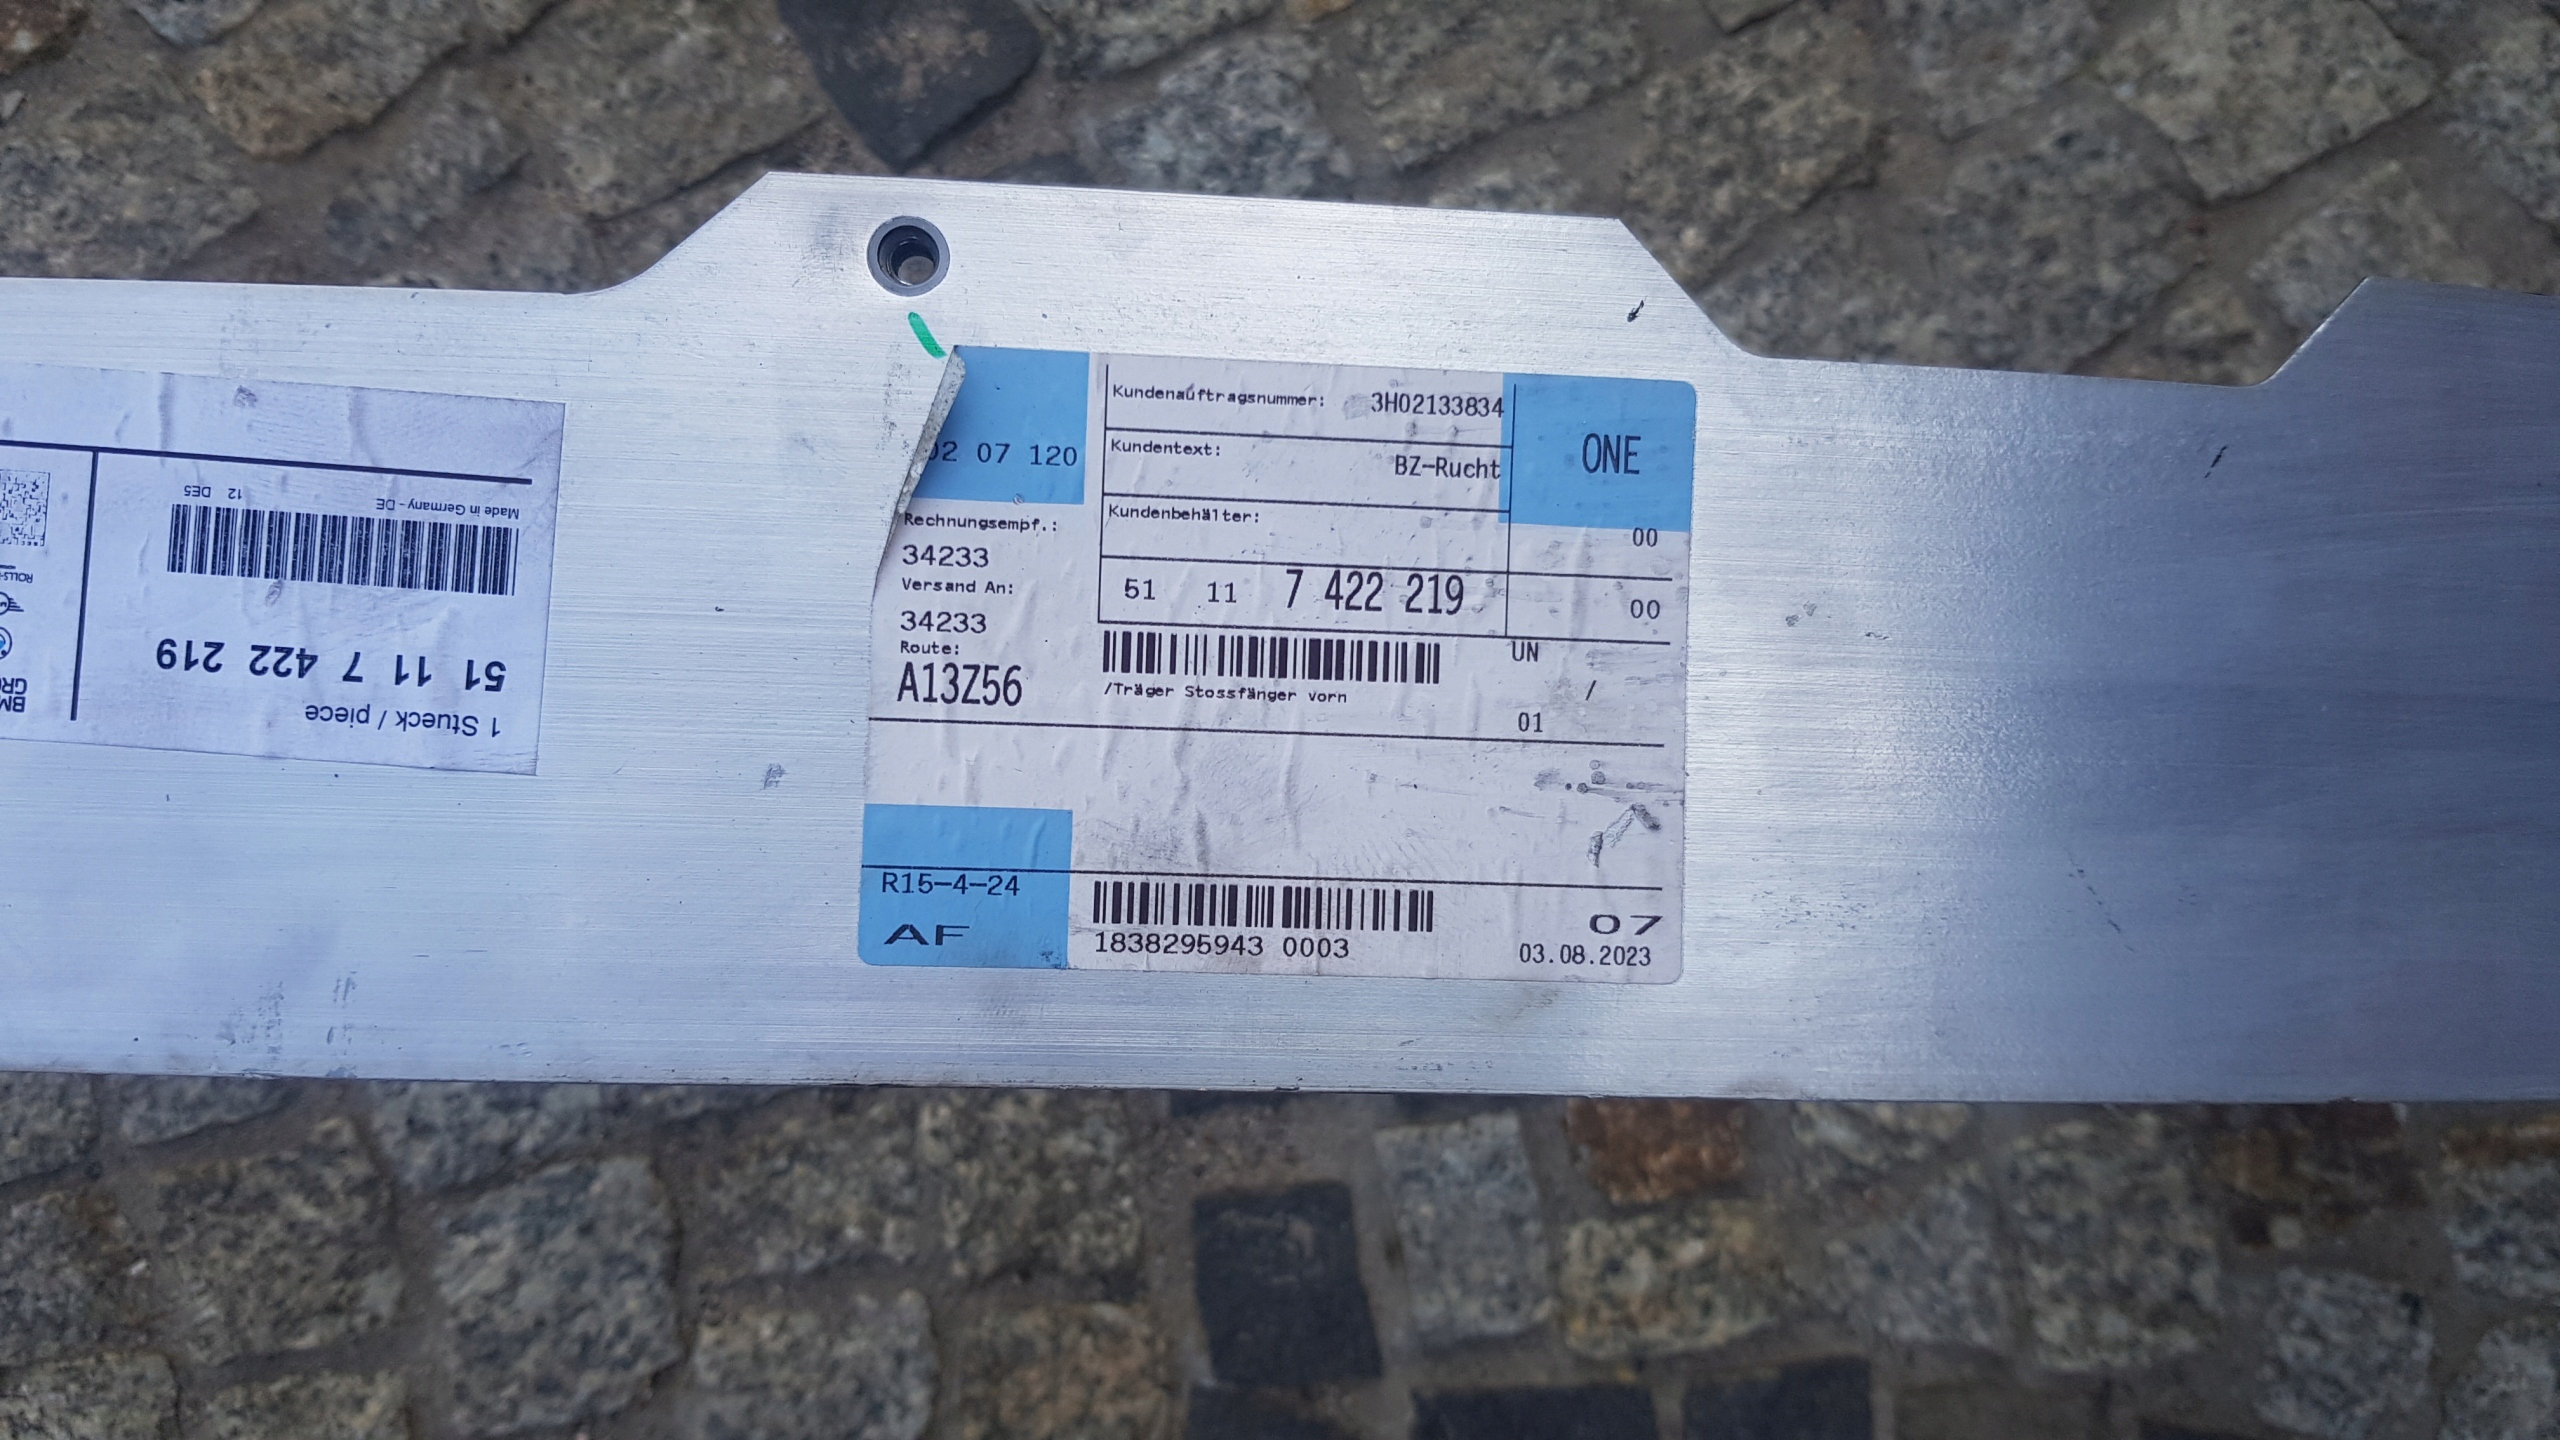 Made in Germany - DE 12 DE5
51 11 7 422 219
1 Stueck / piece
02 07 120
Kundenauftragsnummer: 3H02133834
ONE
Kundentext: BZ-Rucht
Kundenbehälter:
00
Rechnungsempf.:
34233
51 11 7 422 219
00
Versand An:
34233
Route:
A13Z56
/Träger Stossfänger vorn
UN /
01
R15-4-24
AF
1838295943 0003
07
03.08.2023